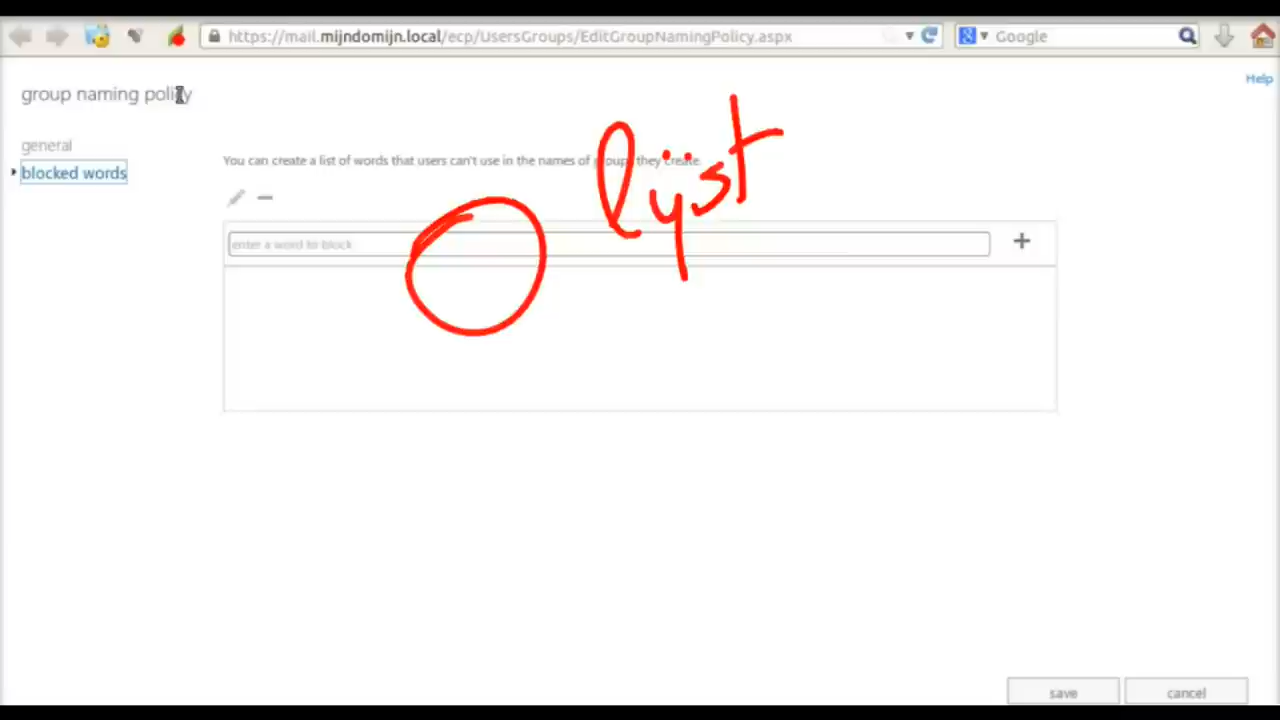 https://mail.mijndomijn.local/ecp/UsersGroups/EditGroupNamingPolicy.aspx
Google
Help
group naming policy
general
blocked words
You can create a list of words that users can't use in the names of groups they create.
lijst
enter a word to block
save
cancel